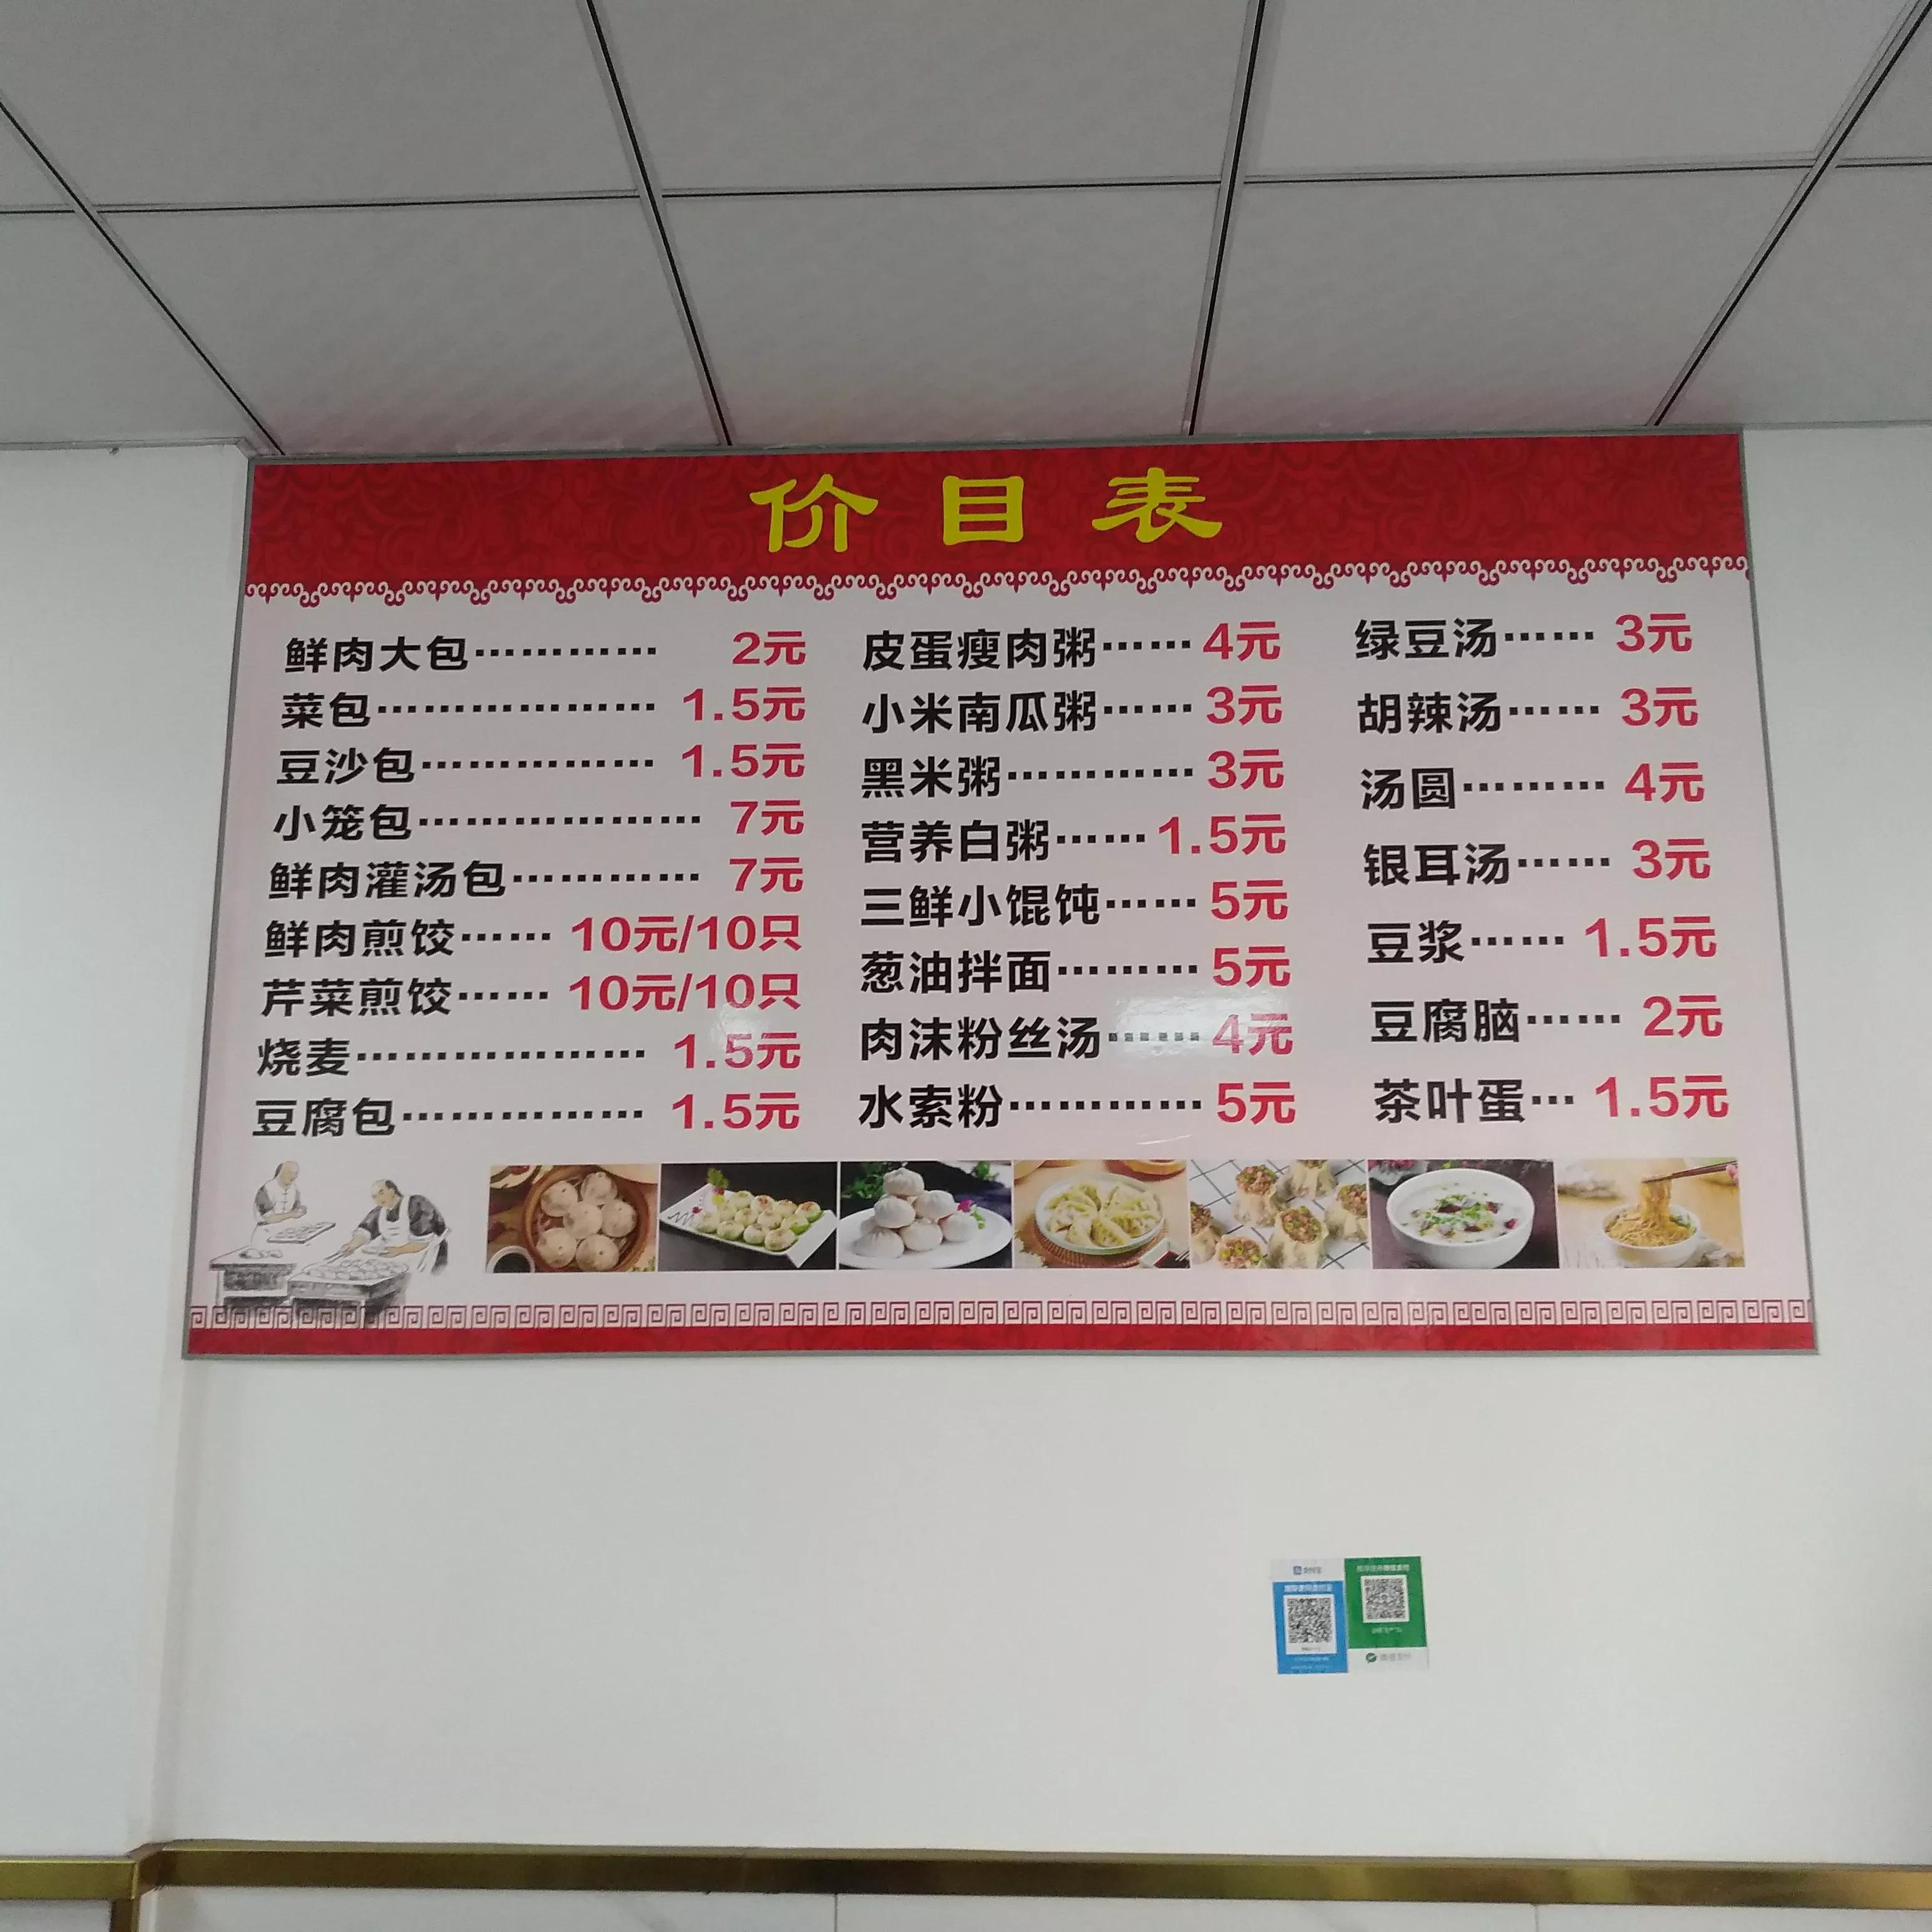 价目表
鲜肉大包………… 2元
菜包………………… 1.5元
豆沙包……………… 1.5元
小笼包………………… 7元
鲜肉灌汤包………… 7元
鲜肉煎饺…… 10元/10只
芹菜煎饺…… 10元/10只
烧麦………………… 1.5元
豆腐包……………… 1.5元
皮蛋瘦肉粥…… 4元
小米南瓜粥…… 3元
黑米粥………… 3元
营养白粥…… 1.5元
三鲜小馄饨…… 5元
葱油拌面……… 5元
肉沫粉丝汤…… 4元
水索粉………… 5元
绿豆汤…… 3元
胡辣汤…… 3元
汤圆……… 4元
银耳汤…… 3元
豆浆…… 1.5元
豆腐脑…… 2元
茶叶蛋… 1.5元
支付宝
微信支付